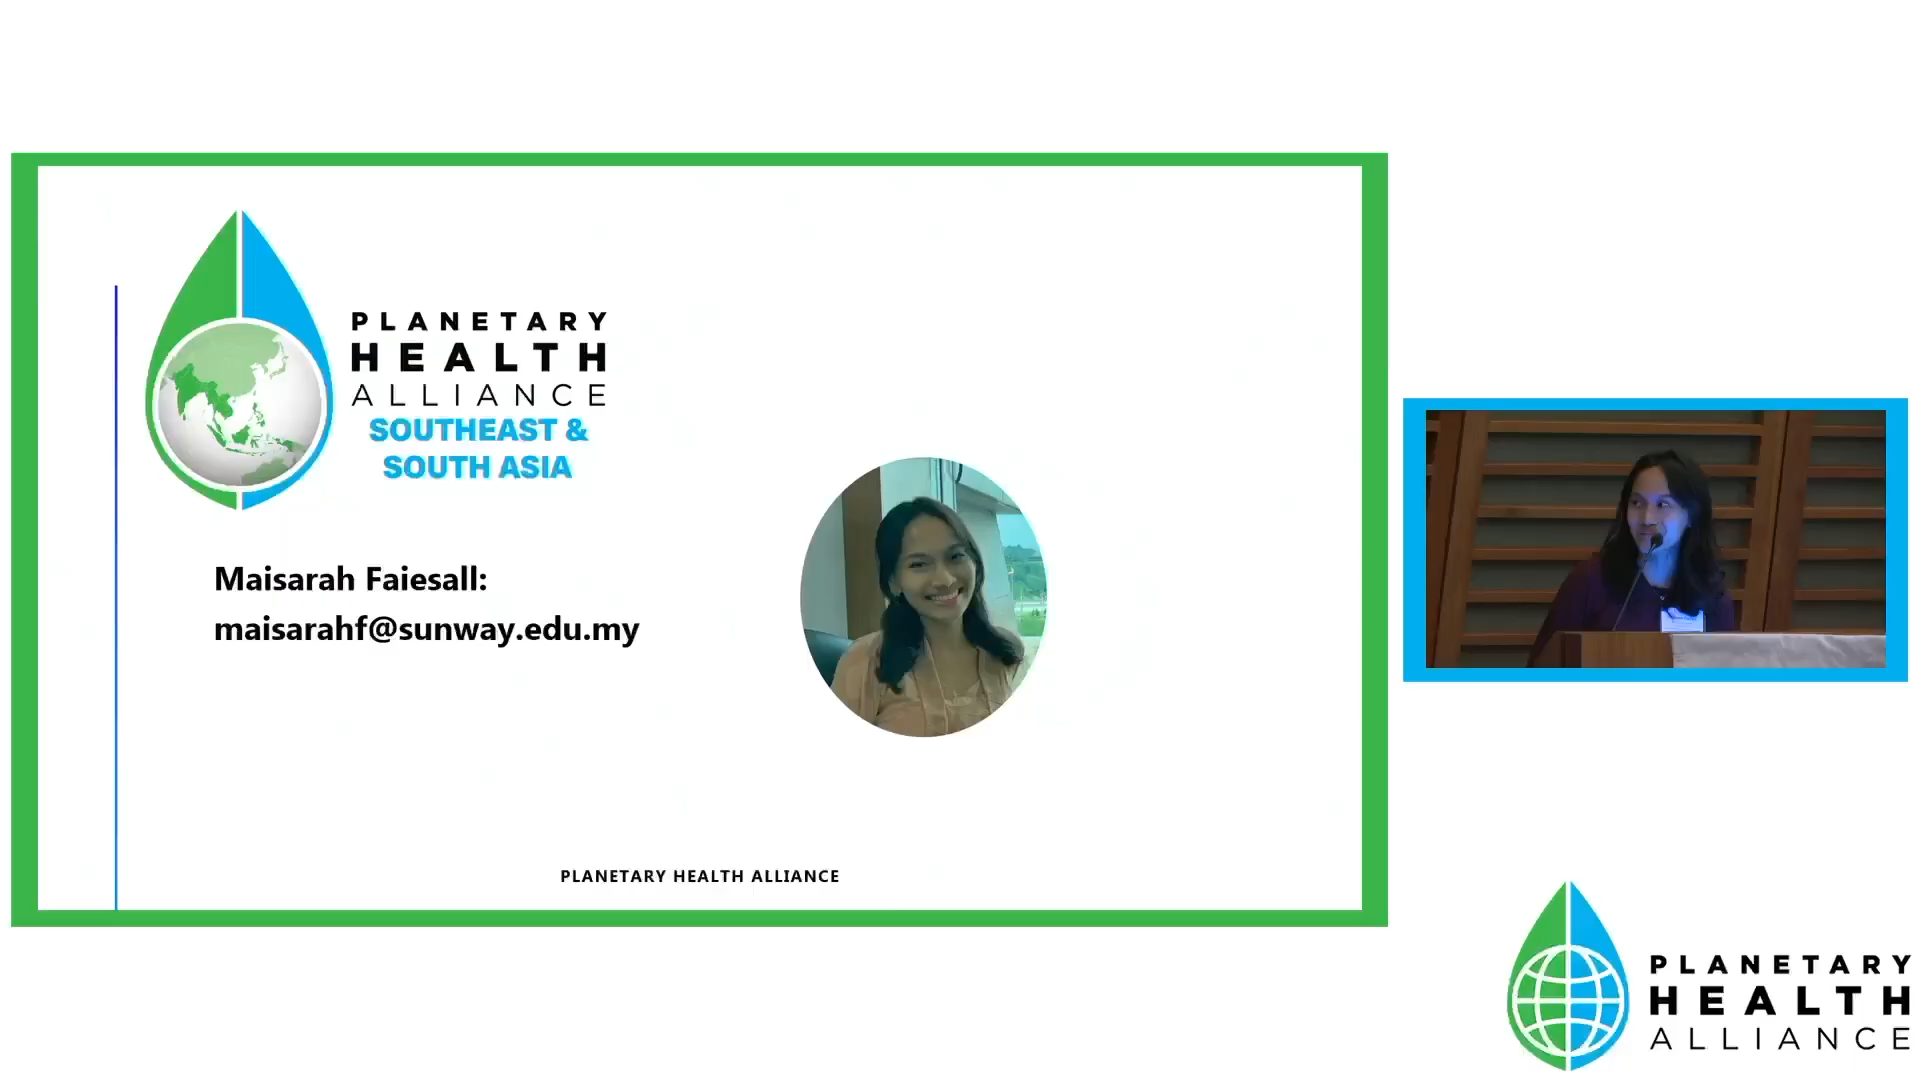 PLANETARY
HEALTH
ALLIANCE
SOUTHEAST &
SOUTH ASIA
Maisarah Faiesall:
maisarahf@sunway.edu.my
PLANETARY HEALTH ALLIANCE
PLANETARY
HEALTH
ALLIANCE